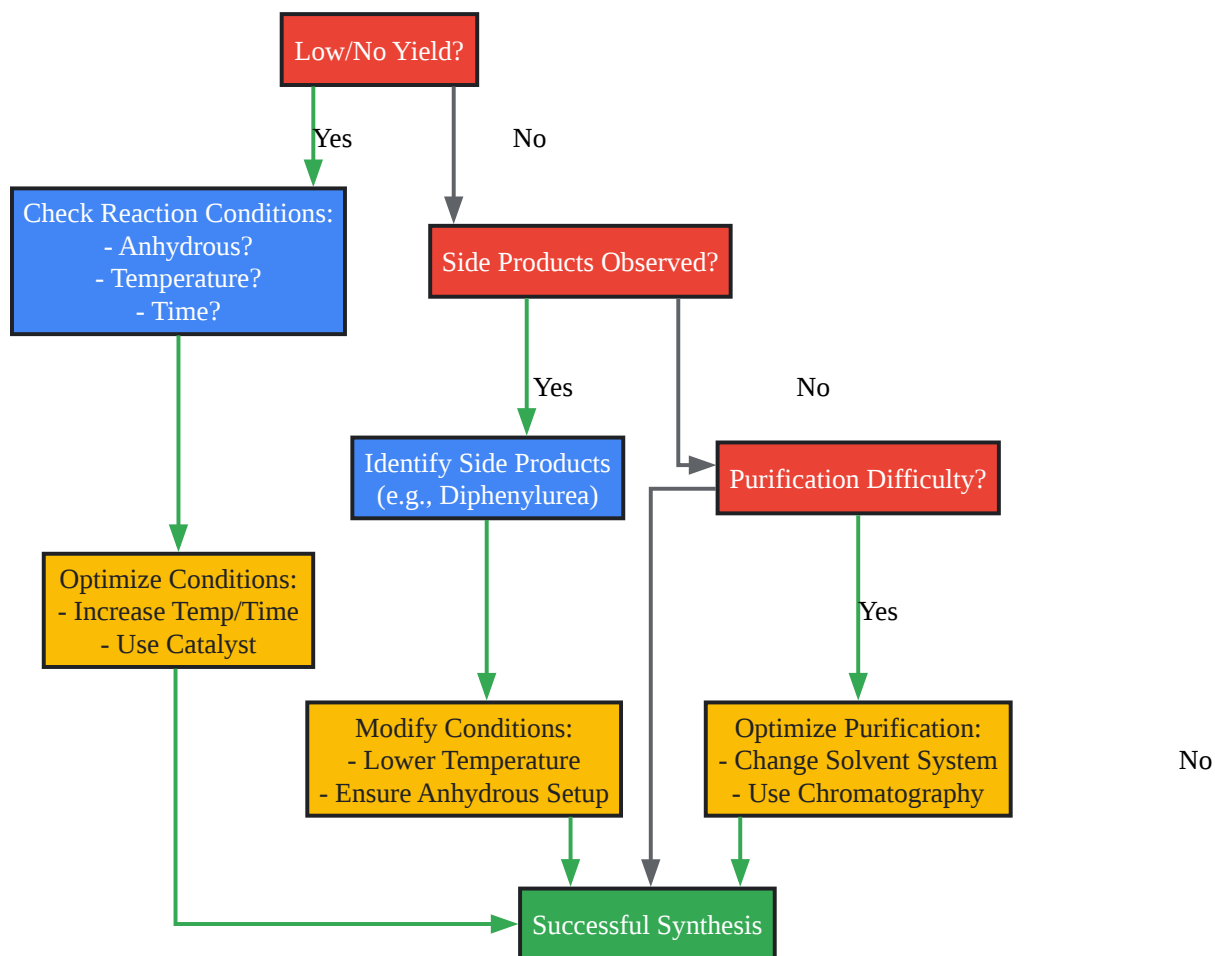 Low/No Yield?
Yes
No
Check Reaction Conditions:
- Anhydrous?
- Temperature?
- Time?
Side Products Observed?
Yes
No
Identify Side Products
(e.g., Diphenylurea)
Purification Difficulty?
Optimize Conditions:
- Increase Temp/Time
- Use Catalyst
Yes
Modify Conditions:
- Lower Temperature
- Ensure Anhydrous Setup
Optimize Purification:
- Change Solvent System
- Use Chromatography
No
Successful Synthesis